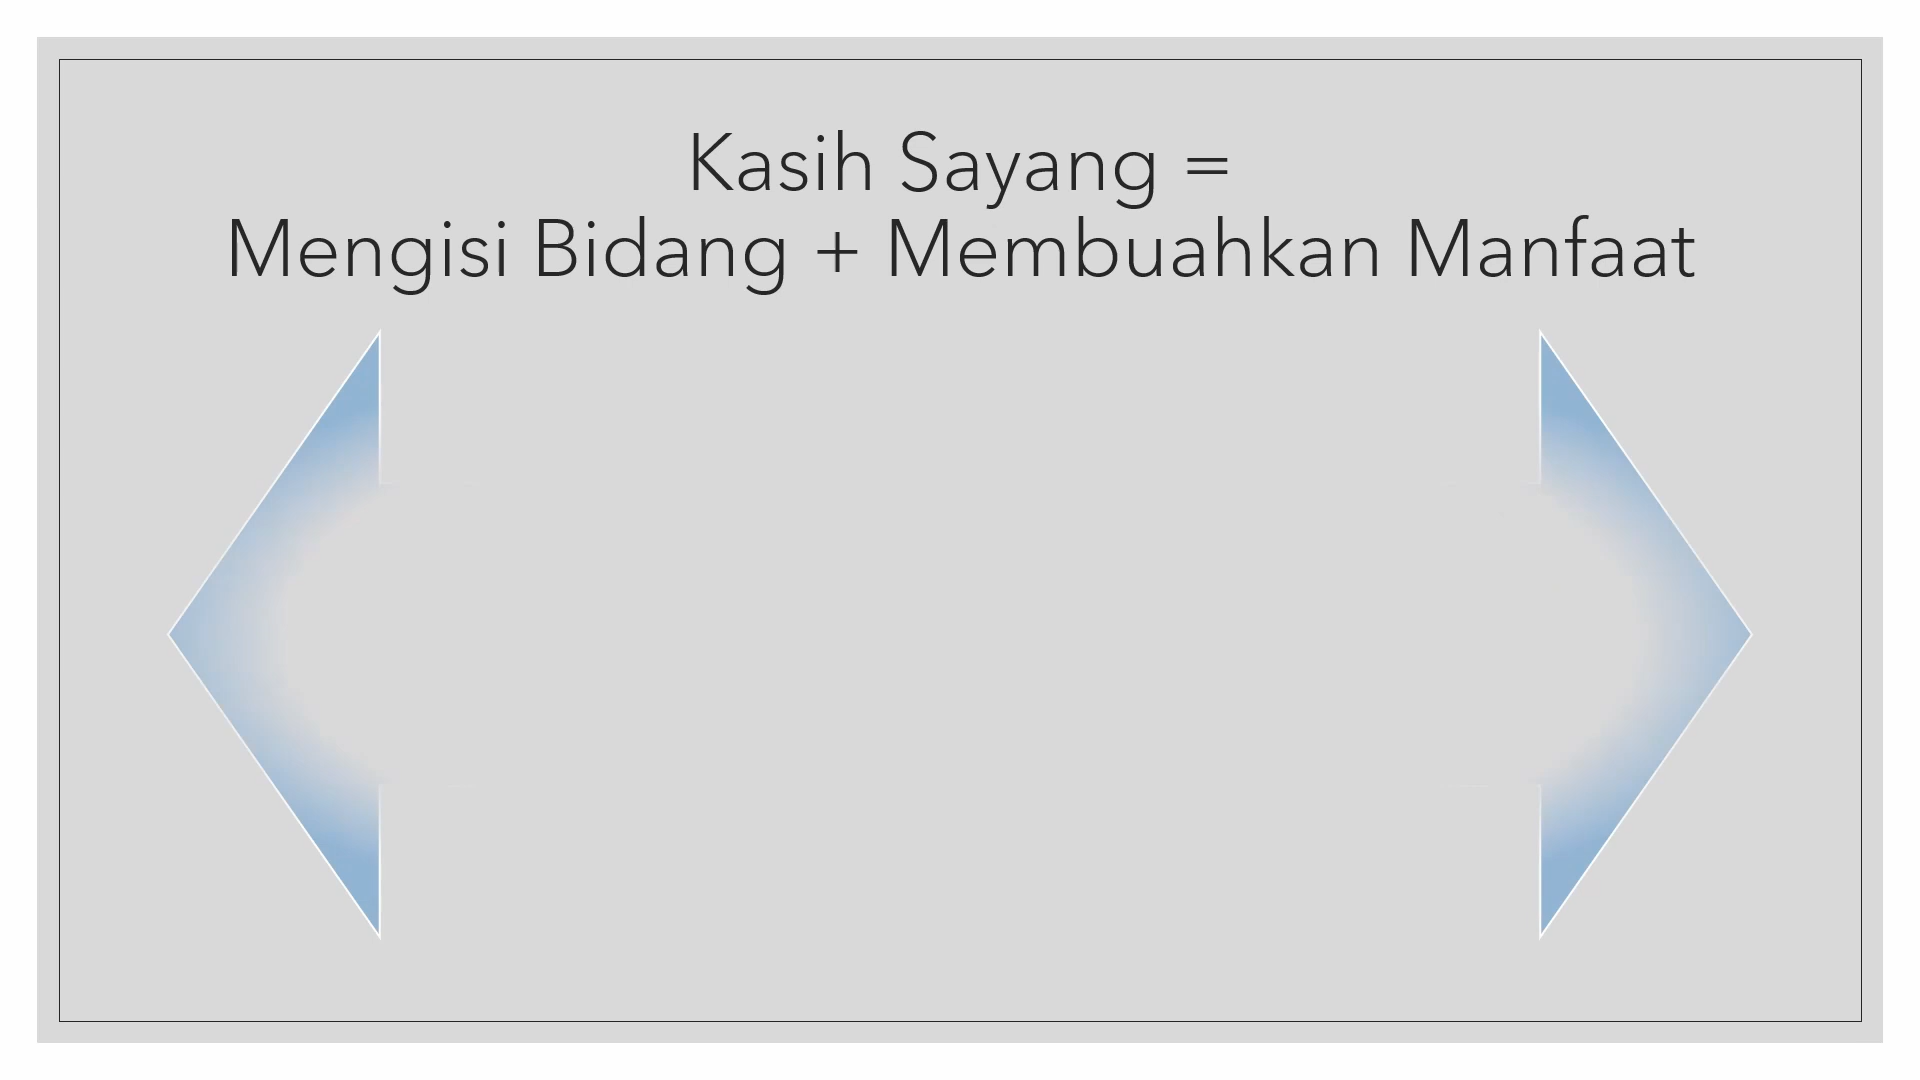 Kasih Sayang =
Mengisi Bidang + Membuahkan Manfaat